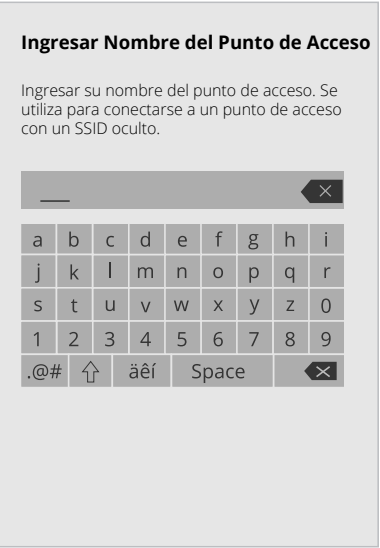 Ingresar Nombre del Punto de Acceso
Ingresar su nombre del punto de acceso. Se
utiliza para conectarse a un punto de acceso
con un SSID oculto.
a b c d e f g h i
j k l m n o p q r
s t u v w x y z 0
1 2 3 4 5 6 7 8 9
.@# äêí Space